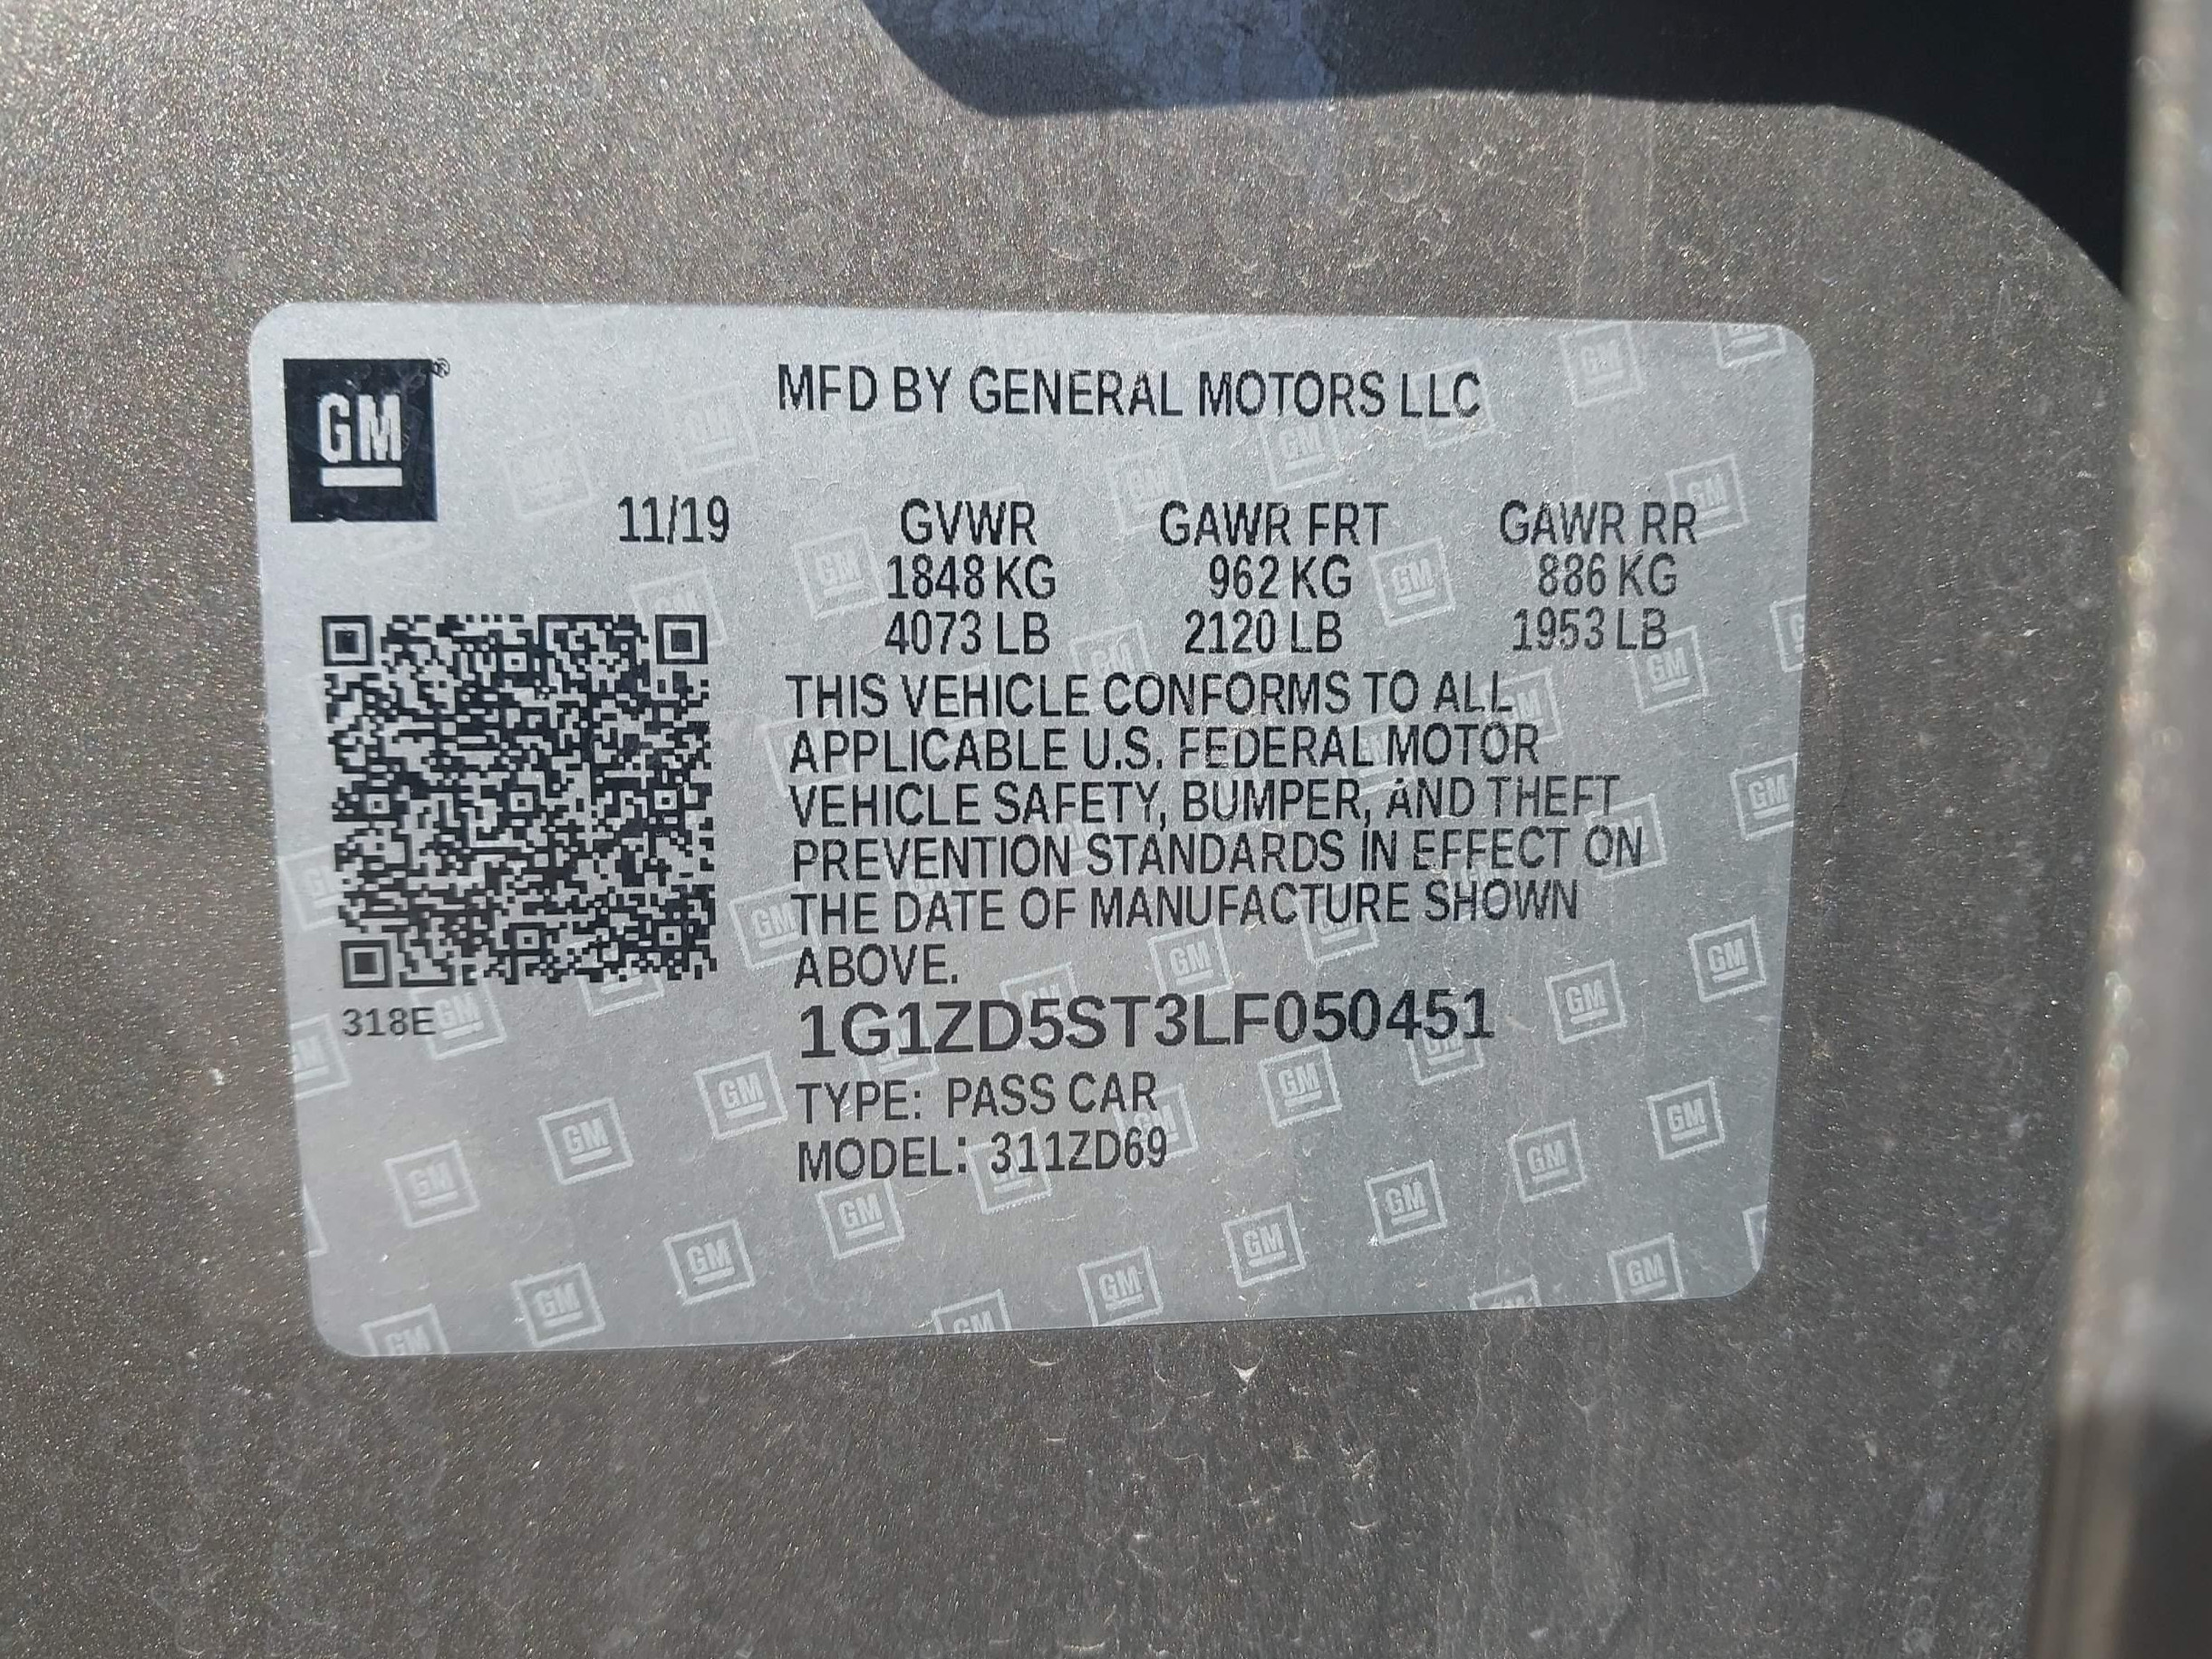 GM
MFD BY GENERAL MOTORS LLC
11/19 GVWR GAWR FRT GAWR RR
1848 KG 962 KG 886 KG
4073 LB 2120 LB 1953 LB
THIS VEHICLE CONFORMS TO ALL
APPLICABLE U.S. FEDERAL MOTOR
VEHICLE SAFETY, BUMPER, AND THEFT
PREVENTION STANDARDS IN EFFECT ON
THE DATE OF MANUFACTURE SHOWN
ABOVE.
318E
1G1ZD5ST3LF050451
TYPE: PASS CAR
MODEL: 311ZD69